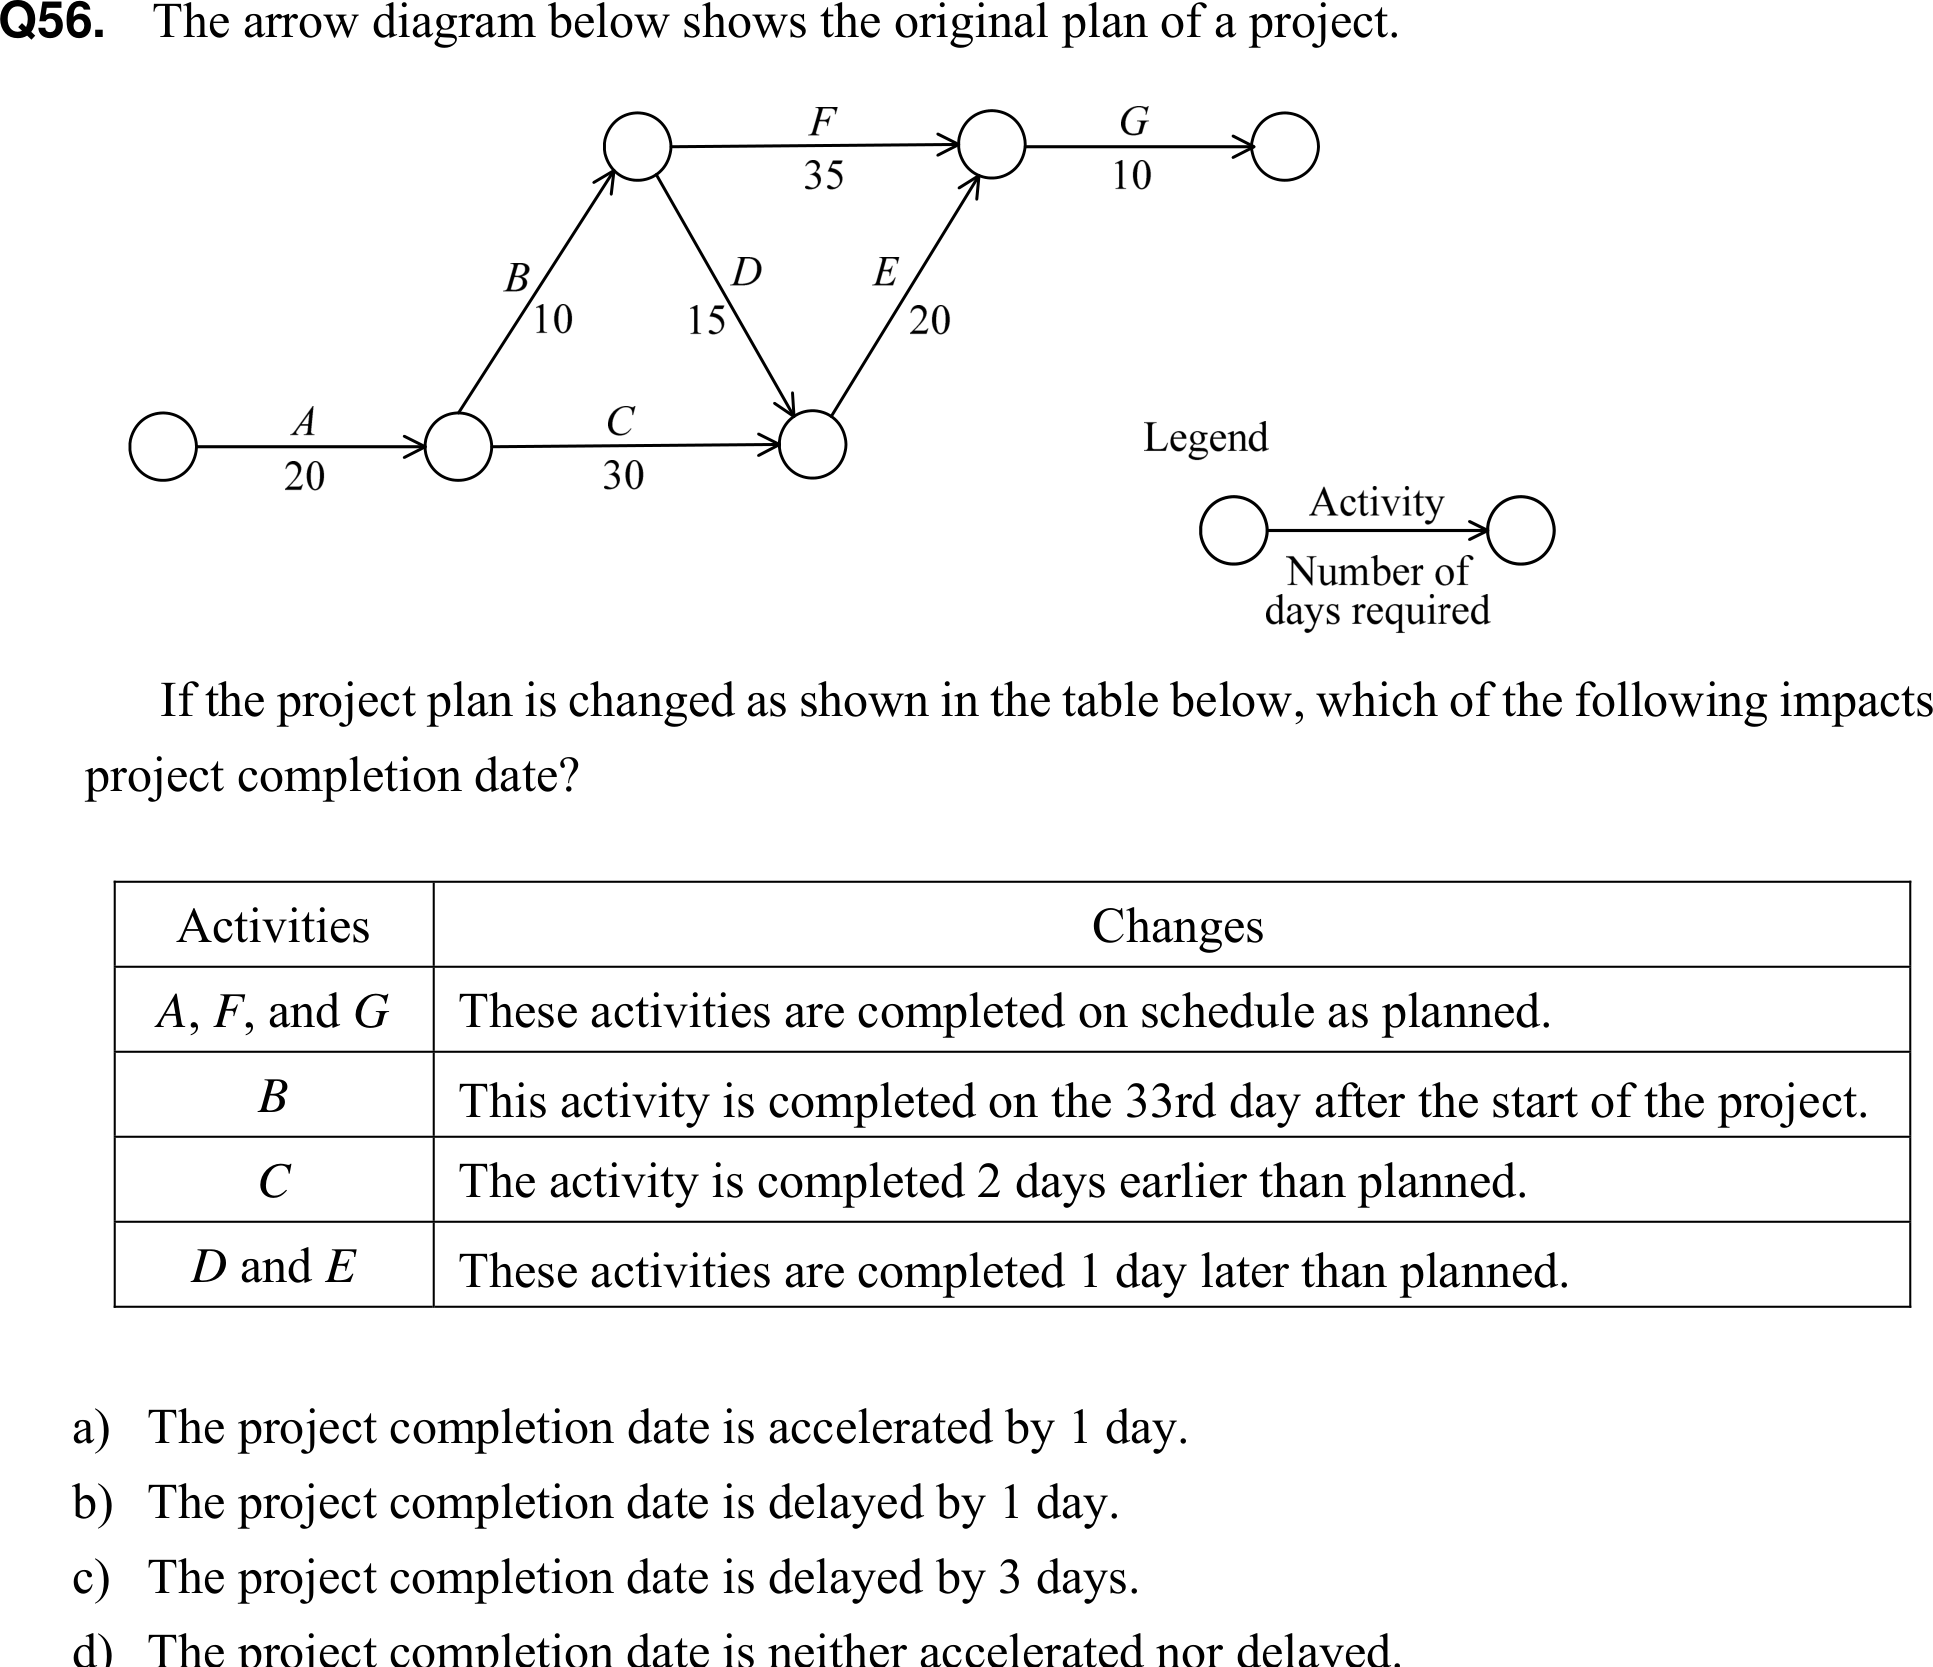 Q56. The arrow diagram below shows the original plan of a project.
F
35
G
10
B
10
D
15
E
20
A
20
C
30
Legend
Activity
Number of
days required
If the project plan is changed as shown in the table below, which of the following impacts
project completion date?
Activities Changes
A, F, and G These activities are completed on schedule as planned.
B This activity is completed on the 33rd day after the start of the project.
C The activity is completed 2 days earlier than planned.
D and E These activities are completed 1 day later than planned.
a) The project completion date is accelerated by 1 day.
b) The project completion date is delayed by 1 day.
c) The project completion date is delayed by 3 days.
d) The project completion date is neither accelerated nor delayed.